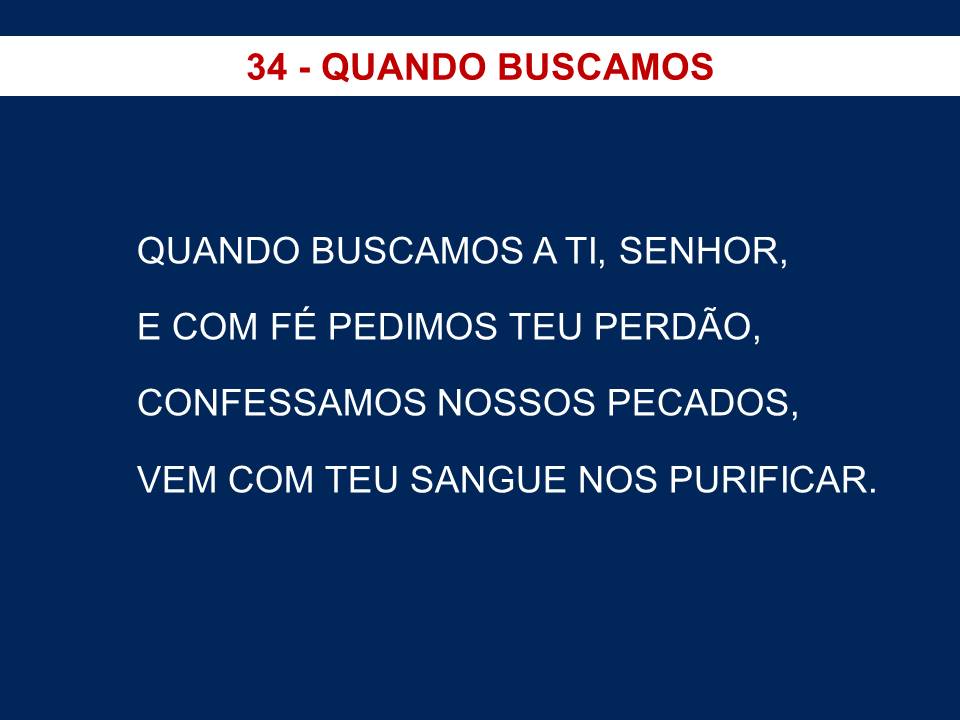 34 - QUANDO BUSCAMOS
QUANDO BUSCAMOS A TI, SENHOR,
E COM FÉ PEDIMOS TEU PERDÃO,
CONFESSAMOS NOSSOS PECADOS,
VEM COM TEU SANGUE NOS PURIFICAR.